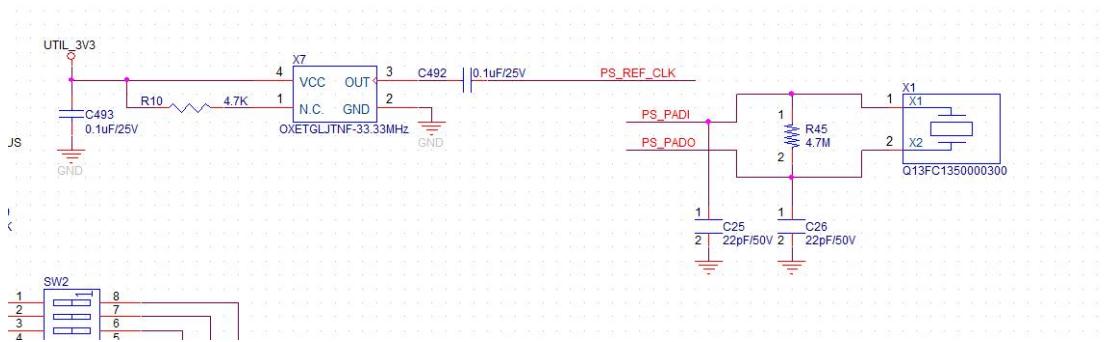 UTIL_3V3
X7
4
VCC
OUT
3
C492
0.1uF/25V
PS_REF_CLK
R10
4.7K
1
N.C.
GND
2
OXETGLJTNF-33.33MHz
GND
C493
0.1uF/25V
GND
US
PS_PADI
PS_PADO
1
R45
4.7M
2
X1
1
X1
2
X2
Q13FC1350000300
1
C25
2
22pF/50V
1
C26
2
22pF/50V
K
SW2
1
1
8
2
7
3
6
4
5